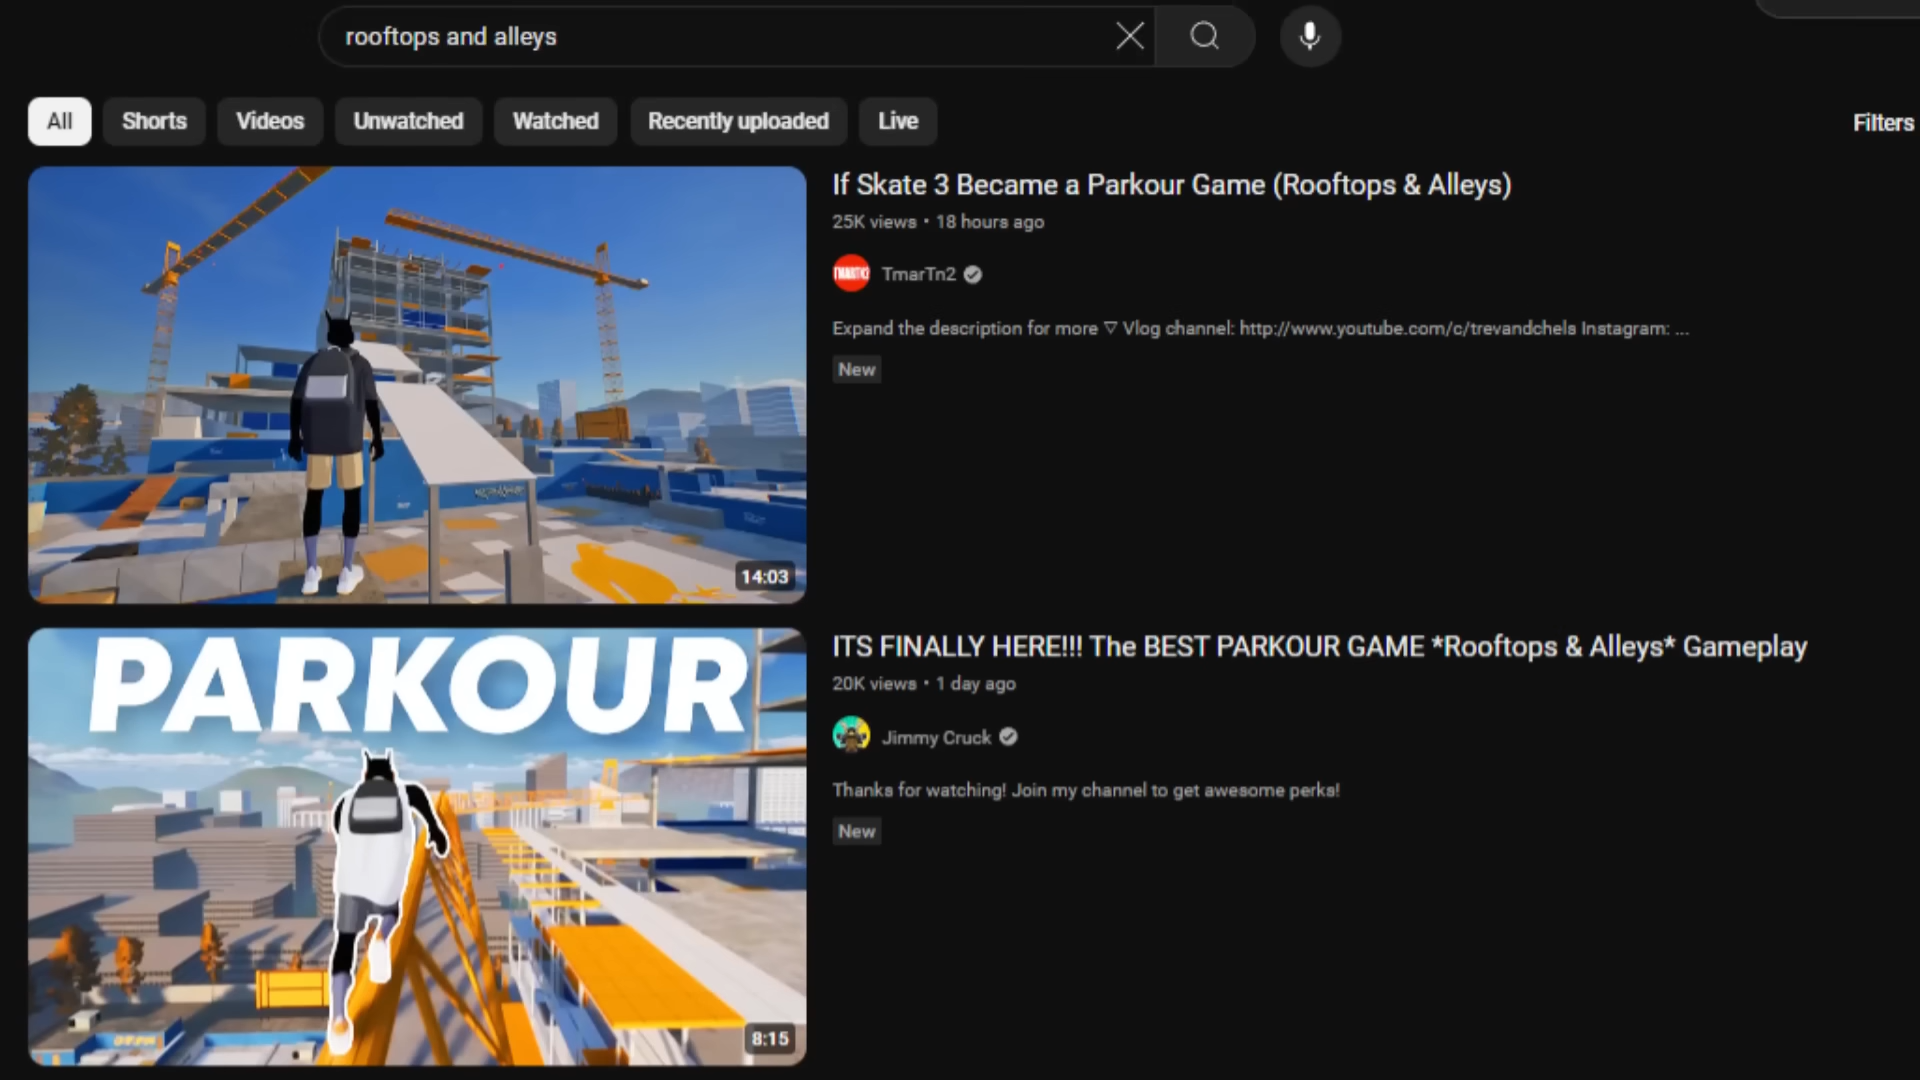 rooftops and alleys
All
Shorts
Videos
Unwatched
Watched
Recently uploaded
Live
Filters
If Skate 3 Became a Parkour Game (Rooftops & Alleys)
25K views • 18 hours ago
TmarTn2
Expand the description for more ▽ Vlog channel: http://www.youtube.com/c/trevandchels Instagram: ...
New
14:03
PARKOUR
ITS FINALLY HERE!!! The BEST PARKOUR GAME *Rooftops & Alleys* Gameplay
20K views • 1 day ago
Jimmy Cruck
Thanks for watching! Join my channel to get awesome perks!
New
8:15